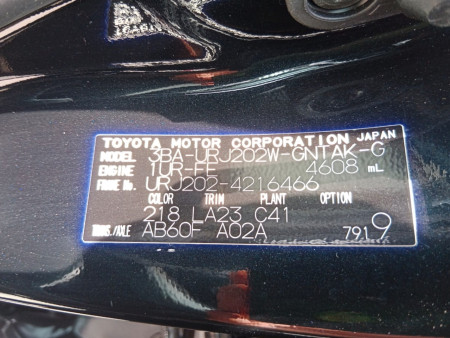 TOYOTA MOTOR CORPORATION JAPAN
MODEL 3BA-URJ202W-GNTAK-G
ENGINE 1UR-FE 4608 mL
FRAME No. URJ202-4216466
COLOR TRIM PLANT OPTION
218 LA23 C41
TRANS./AXLE AB60F A02A 791 9